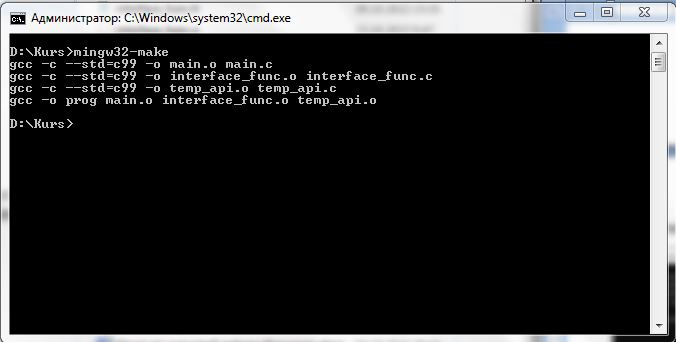 Администратор: C:\Windows\system32\cmd.exe
D:\Kurs>mingw32-make
gcc -c --std=c99 -o main.o main.c
gcc -c --std=c99 -o interface_func.o interface_func.c
gcc -c --std=c99 -o temp_api.o temp_api.c
gcc -o prog main.o interface_func.o temp_api.o
D:\Kurs>